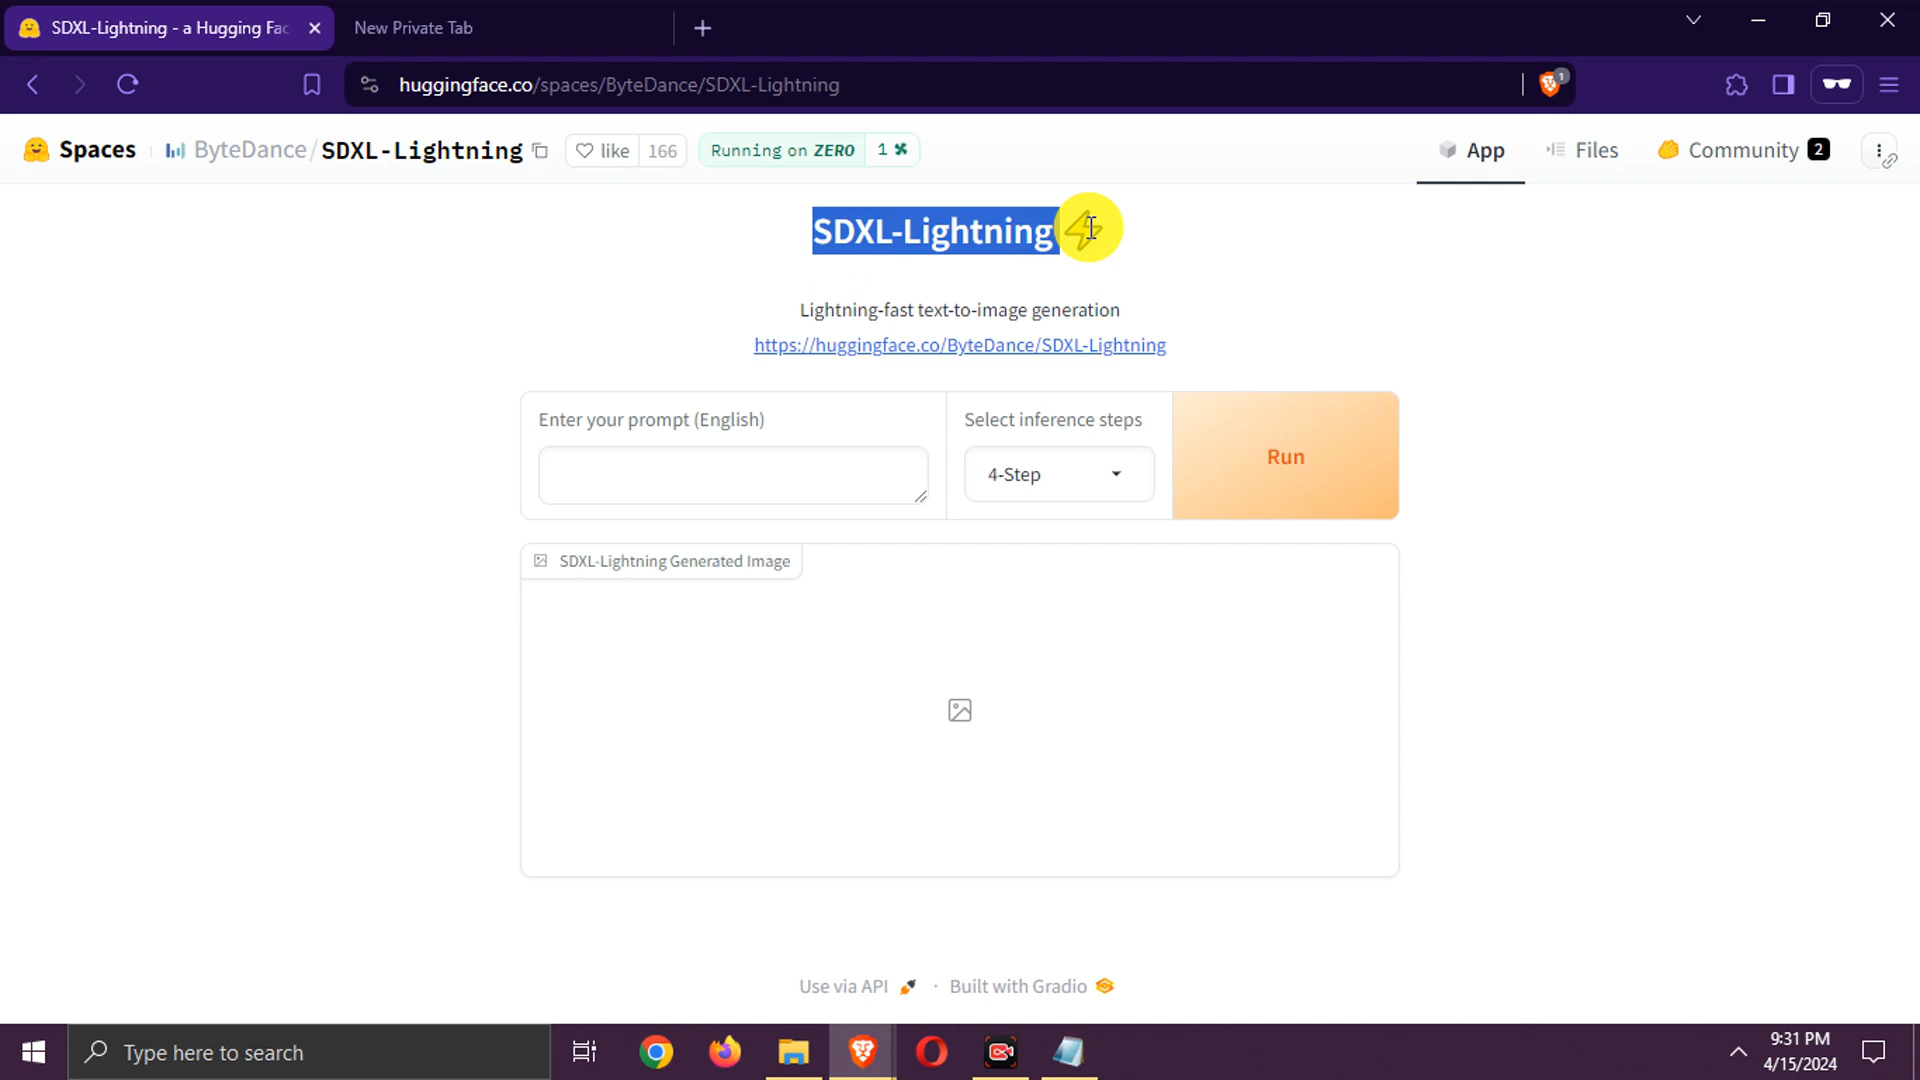 SDXL-Lightning - a Hugging Fac
New Private Tab
huggingface.co/spaces/ByteDance/SDXL-Lightning
1
Spaces
ByteDance/SDXL-Lightning
like 166
Running on ZERO 1
App
Files
Community 2
SDXL-Lightning ⚡
Lightning-fast text-to-image generation
https://huggingface.co/ByteDance/SDXL-Lightning
Enter your prompt (English)
Select inference steps
4-Step
Run
SDXL-Lightning Generated Image
Use via API · Built with Gradio
Type here to search
9:31 PM
4/15/2024